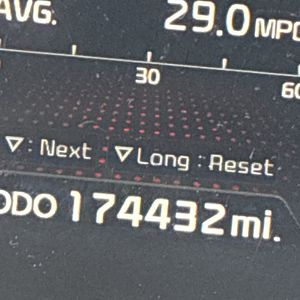 AVG. 29.0 MPG
30 60
▽: Next ▽Long : Reset
ODO 174432 mi.